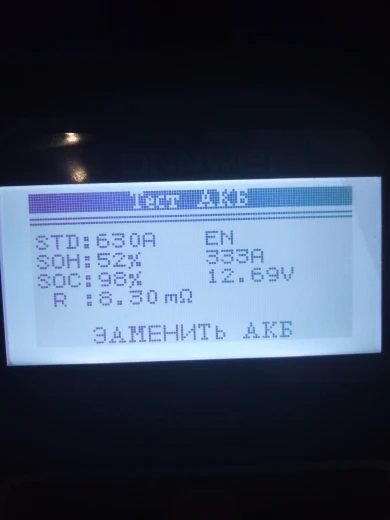 Тест АКБ
STD:630A EN
SOH:52% 333A
SOC:98% 12.69V
R :8.30mΩ
ЗАМЕНИТЬ АКБ